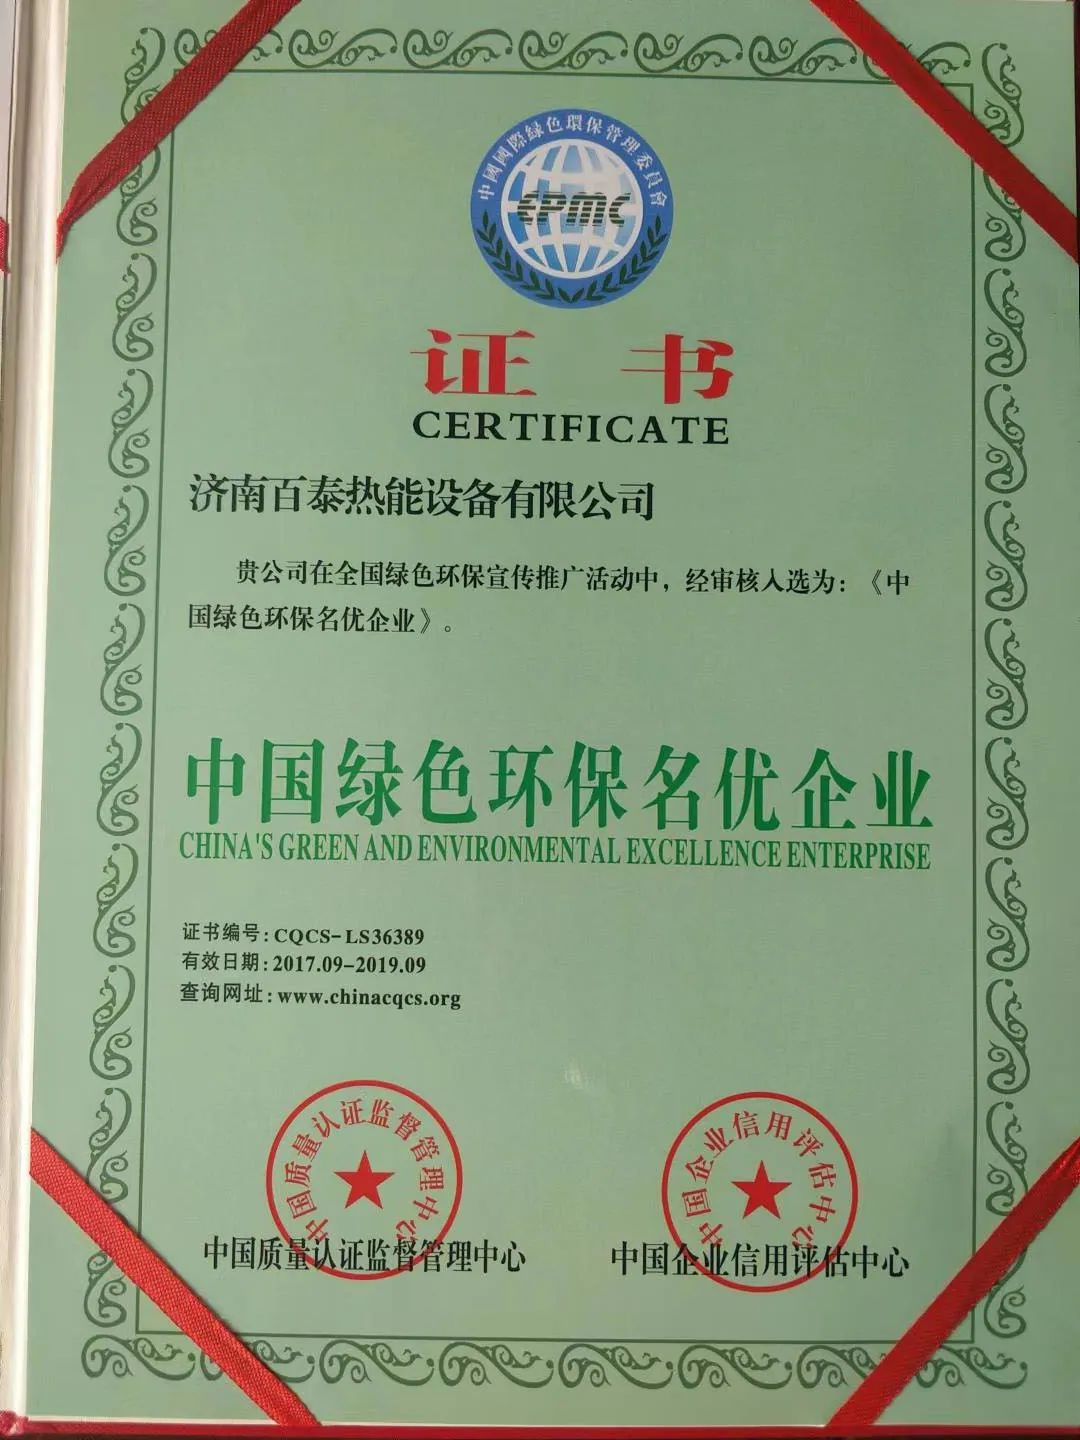 中國國際緑色環保管理委員會
CPMC
证书
CERTIFICATE
济南百泰热能设备有限公司
贵公司在全国绿色环保宣传推广活动中，经审核入选为：《中
国绿色环保名优企业》。
中国绿色环保名优企业
CHINA'S GREEN AND ENVIRONMENTAL EXCELLENCE ENTERPRISE
证书编号:CQCS-LS36389
有效日期:2017.09-2019.09
查询网址:www.chinacqcs.org
中国质量认证监督管理中心
中国质量认证监督管理中心
中国企业信用评估中心
中国企业信用评估中心